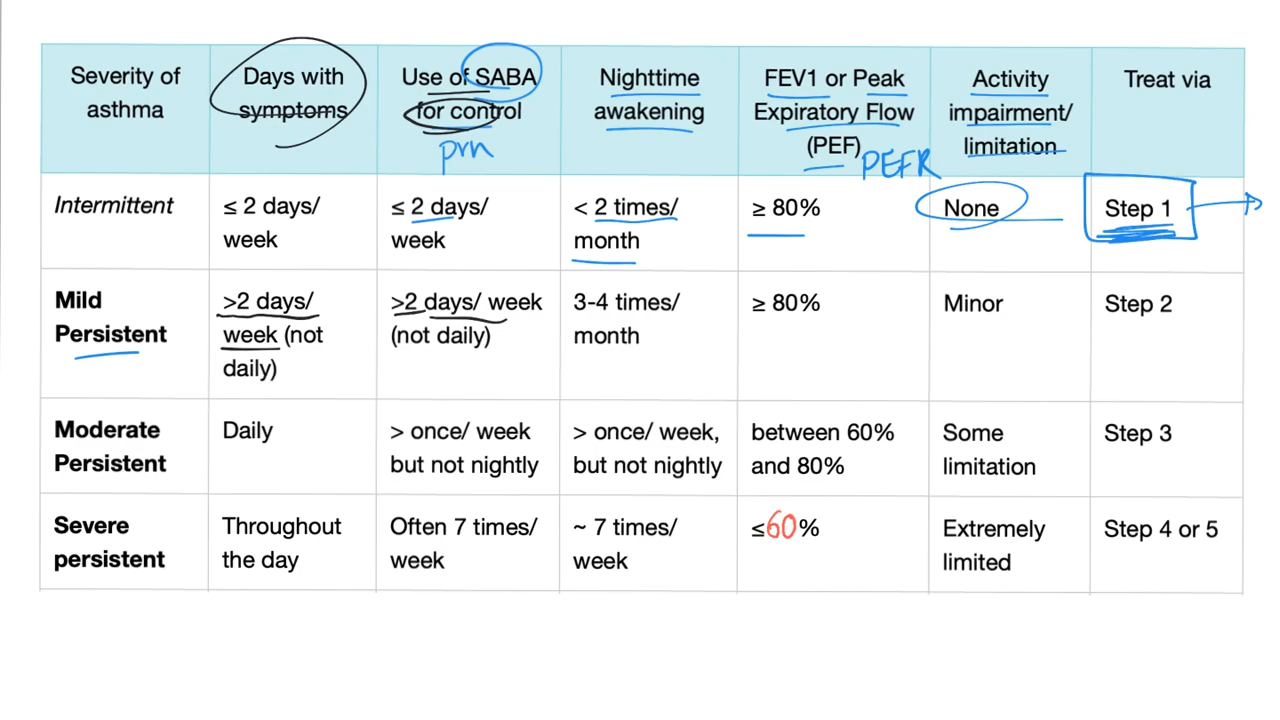 Severity of
asthma
Days with
symptoms
Use of SABA
for control
prn
Nighttime
awakening
FEV1 or Peak
Expiratory Flow
(PEF)
PEFR
Activity
impairment/
limitation
Treat via
Intermittent
≤ 2 days/
week
≤ 2 days/
week
< 2 times/
month
≥ 80%
None
Step 1
Mild
Persistent
>2 days/
week (not
daily)
>2 days/ week
(not daily)
3-4 times/
month
≥ 80%
Minor
Step 2
Moderate
Persistent
Daily
> once/ week
but not nightly
> once/ week,
but not nightly
between 60%
and 80%
Some
limitation
Step 3
Severe
persistent
Throughout
the day
Often 7 times/
week
~ 7 times/
week
≤60%
Extremely
limited
Step 4 or 5